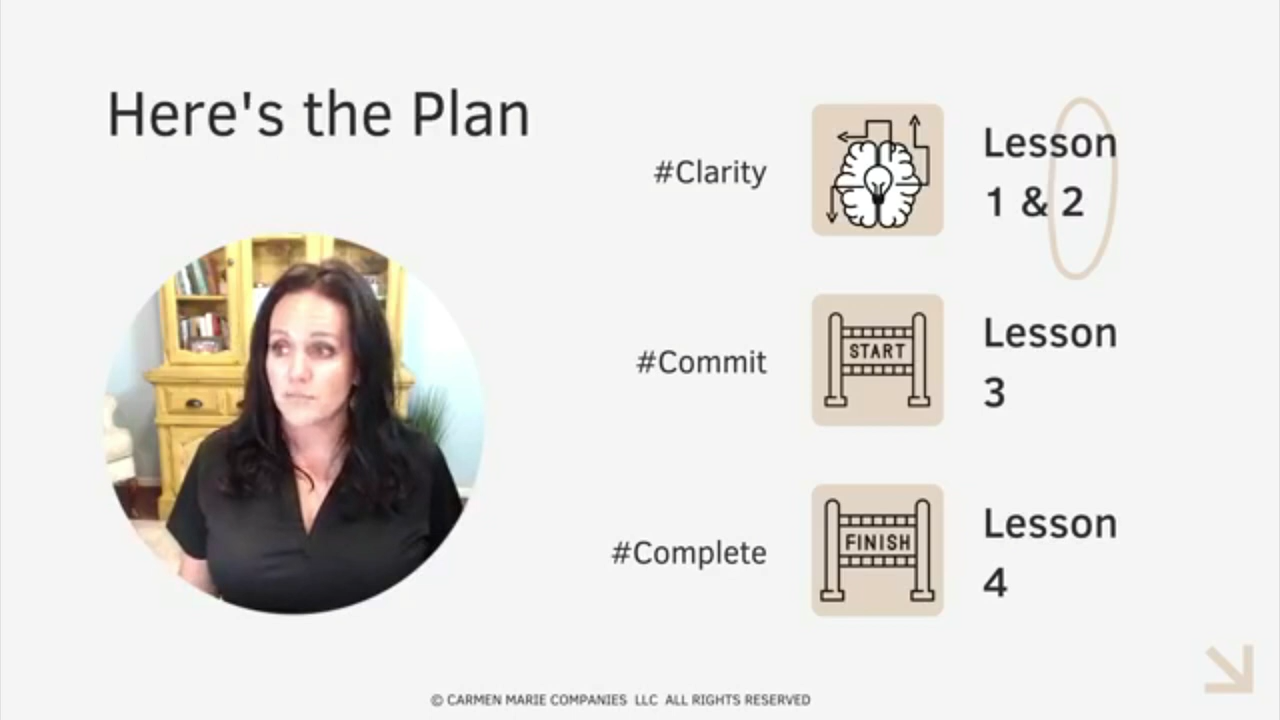 Here's the Plan
#Clarity
Lesson
1 & 2
#Commit
START
Lesson
3
#Complete
FINISH
Lesson
4
© CARMEN MARIE COMPANIES LLC ALL RIGHTS RESERVED